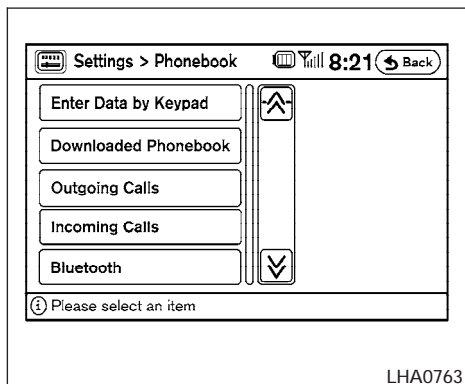 Settings > Phonebook 8:21 Back
Enter Data by Keypad
Downloaded Phonebook
Outgoing Calls
Incoming Calls
Bluetooth
i Please select an item
LHA0763